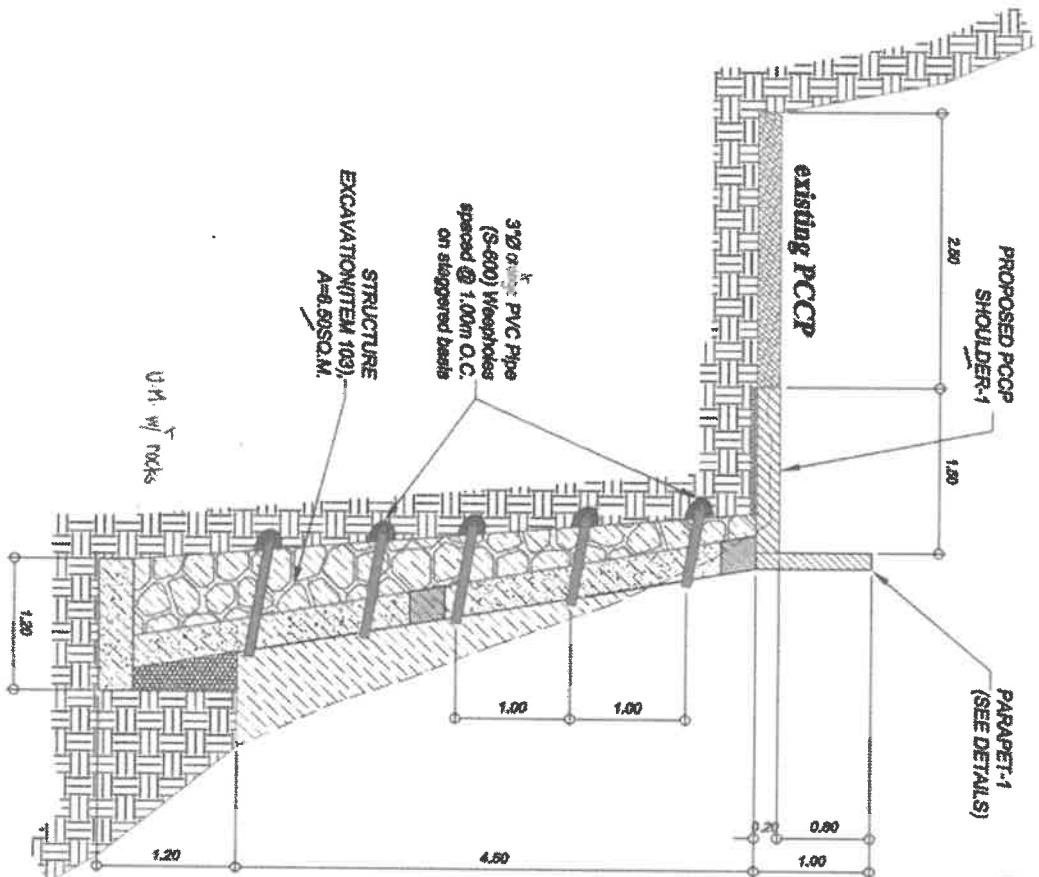 PROPOSED PCCP
SHOULDER-1
2.50
1.50
existing PCCP
PARAPET-1
(SEE DETAILS)
3"Ø PVC Pipe
(S-600) Weepholes
spaced @ 1.00m O.C.
on staggered basis
STRUCTURE
EXCAVATION(ITEM 103),
A=6.50SQ.M.
w/ rocks
0.20
0.80
1.00
1.00
1.00
4.50
1.20
1.20